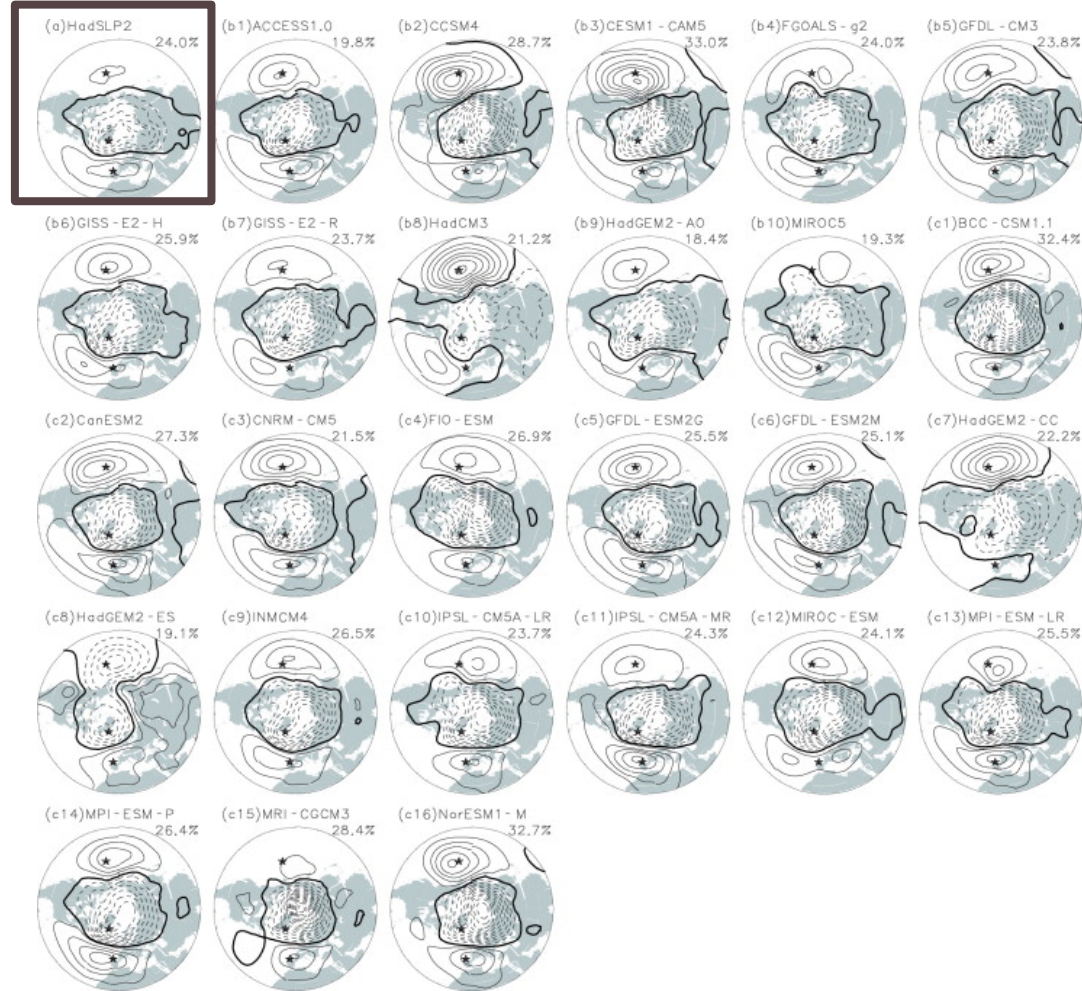 (a)HadSLP2
24.0%
(b1)ACCESS1.0
19.8%
(b2)CCSM4
28.7%
(b3)CESM1-CAM5
33.0%
(b4)FGOALS-g2
24.0%
(b5)GFDL-CM3
23.8%
(b6)GISS-E2-H
25.9%
(b7)GISS-E2-R
23.7%
(b8)HadCM3
21.2%
(b9)HadGEM2-AO
18.4%
(b10)MIROC5
19.3%
(c1)BCC-CSM1.1
32.4%
(c2)CanESM2
27.3%
(c3)CNRM-CM5
21.5%
(c4)FIO-ESM
26.9%
(c5)GFDL-ESM2G
25.5%
(c6)GFDL-ESM2M
25.1%
(c7)HadGEM2-CC
22.2%
(c8)HadGEM2-ES
19.1%
(c9)INMCM4
26.5%
(c10)IPSL-CM5A-LR
23.7%
(c11)IPSL-CM5A-MR
24.3%
(c12)MIROC-ESM
24.1%
(c13)MPI-ESM-LR
25.5%
(c14)MPI-ESM-P
26.4%
(c15)MRI-CGCM3
28.4%
(c16)NorESM1-M
32.7%